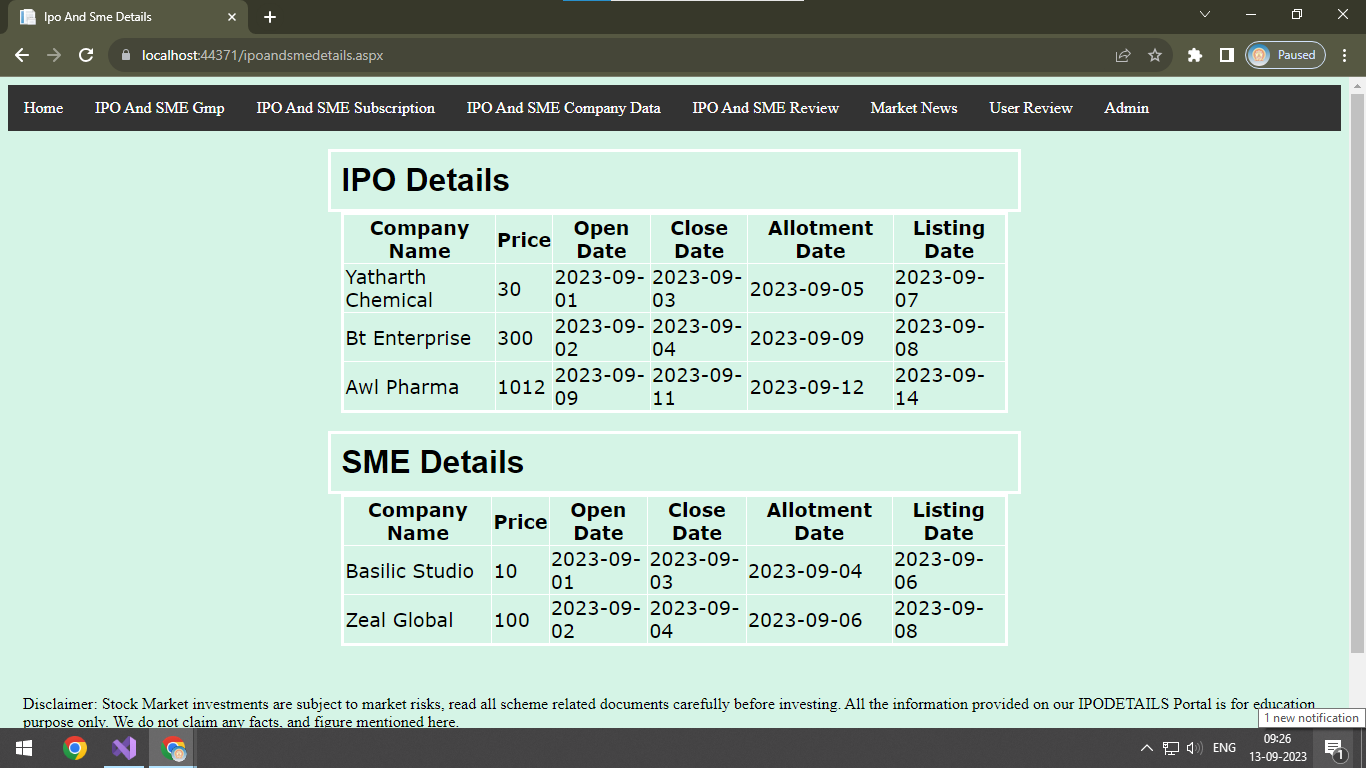 Ipo And Sme Details
localhost:44371/ipoandsmedetails.aspx
Paused
Home IPO And SME Gmp IPO And SME Subscription IPO And SME Company Data IPO And SME Review Market News User Review Admin
IPO Details
Company Name Price Open Date Close Date Allotment Date Listing Date
Yatharth Chemical 30 2023-09-01 2023-09-03 2023-09-05 2023-09-07
Bt Enterprise 300 2023-09-02 2023-09-04 2023-09-09 2023-09-08
Awl Pharma 1012 2023-09-09 2023-09-11 2023-09-12 2023-09-14
SME Details
Company Name Price Open Date Close Date Allotment Date Listing Date
Basilic Studio 10 2023-09-01 2023-09-03 2023-09-04 2023-09-06
Zeal Global 100 2023-09-02 2023-09-04 2023-09-06 2023-09-08
Disclaimer: Stock Market investments are subject to market risks, read all scheme related documents carefully before investing. All the information provided on our IPODETAILS Portal is for education
purpose only. We do not claim any facts, and figure mentioned here.
1 new notification
ENG
09:26
13-09-2023
1